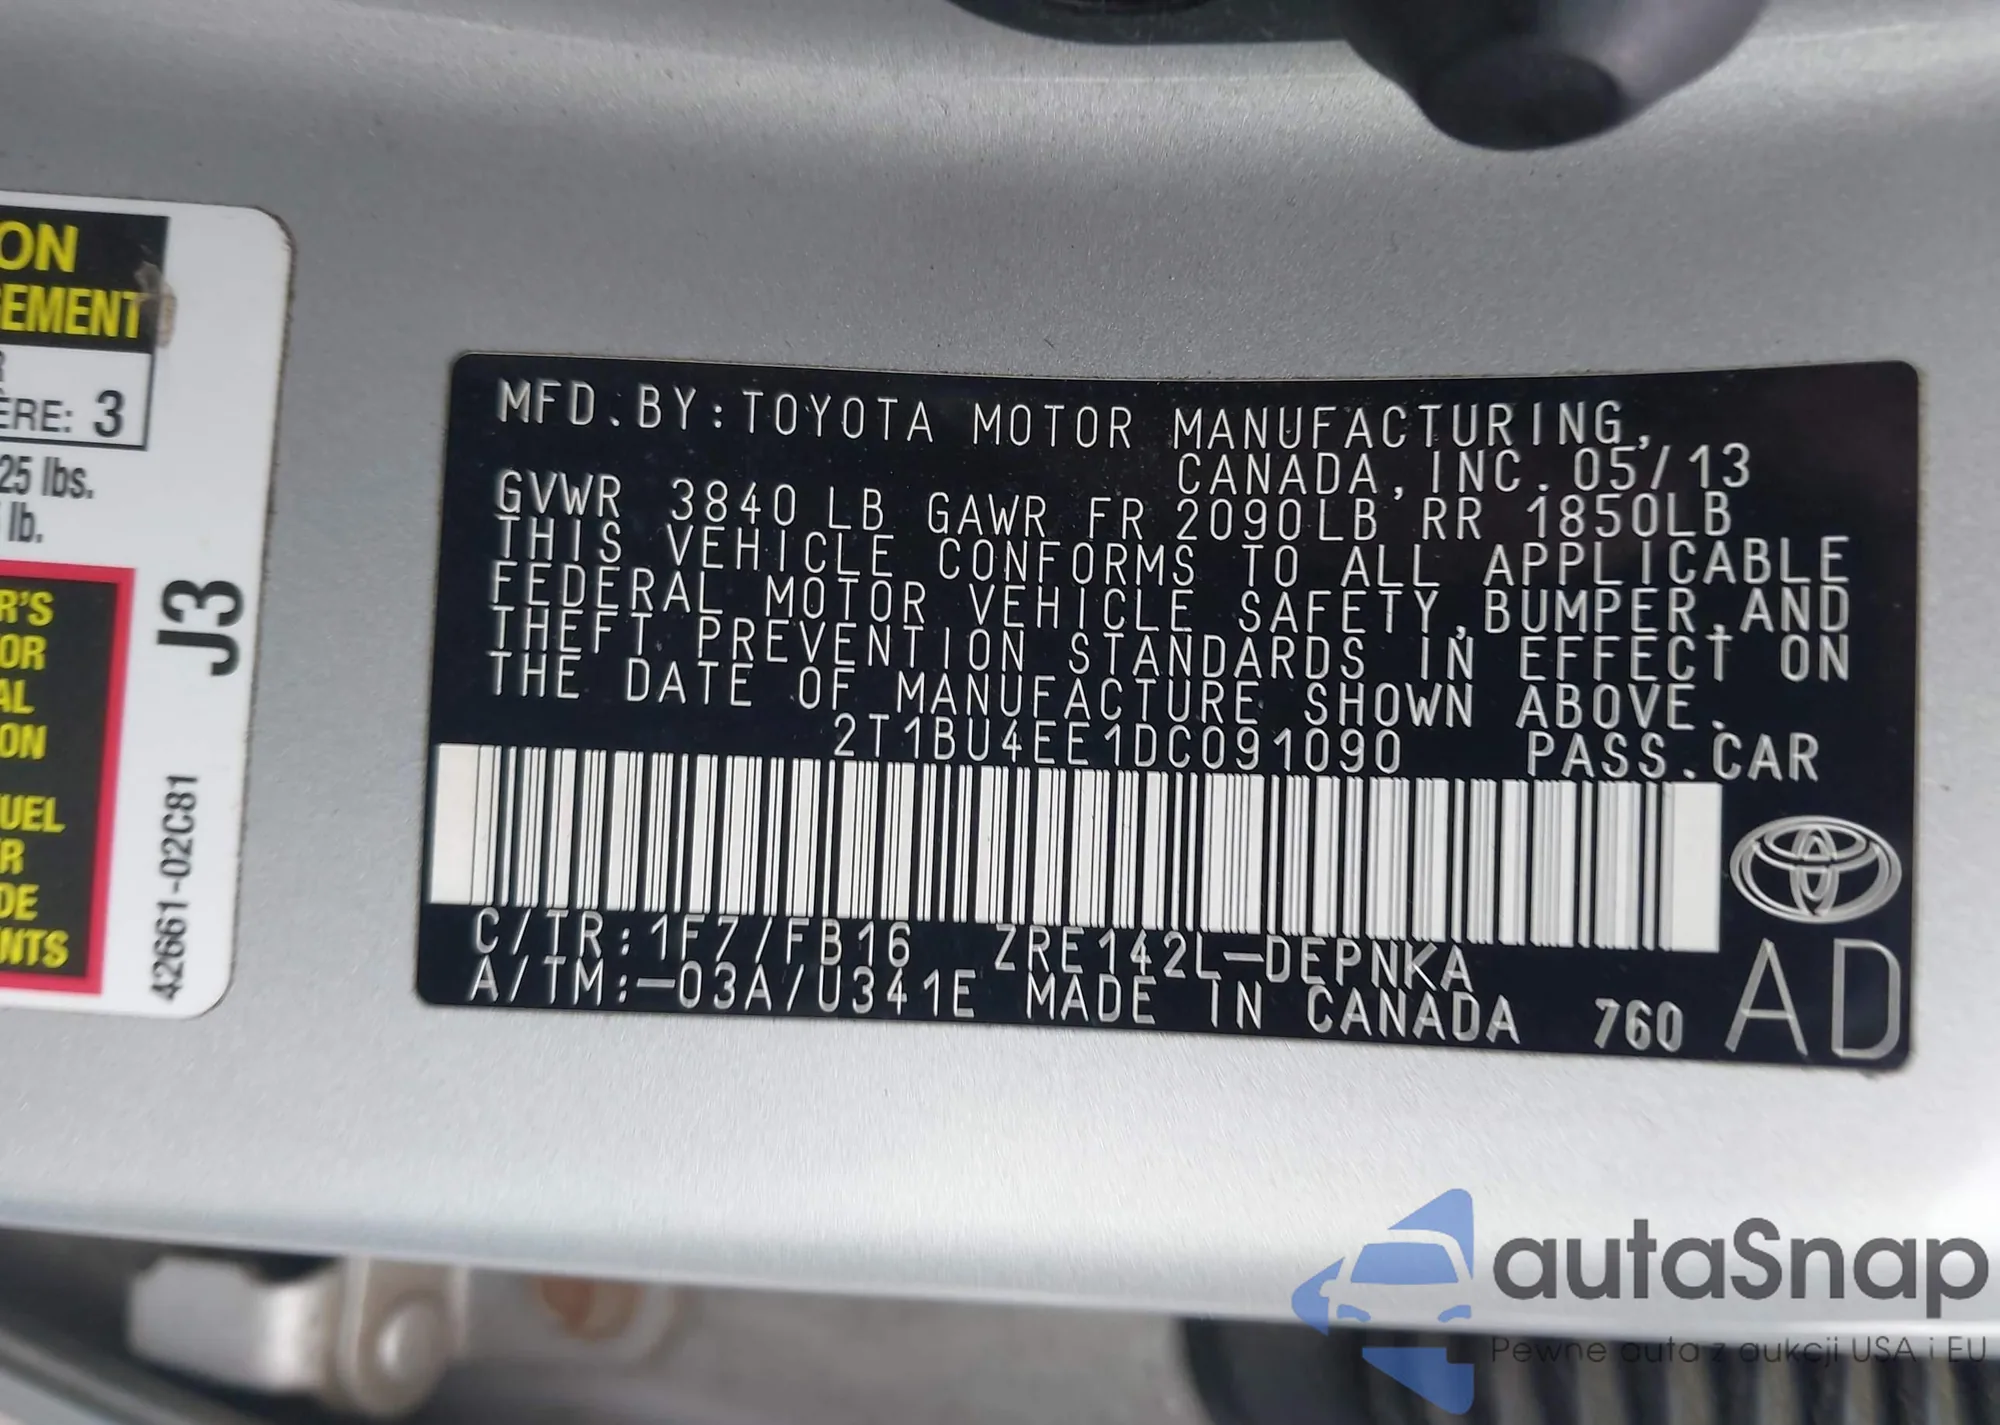 ON
EMENT
R
ÈRE: 3
25 lbs.
lb.
R'S
OR
AL
ON
UEL
R
DE
NTS
J3
42661-02C81
MFD.BY:TOYOTA MOTOR MANUFACTURING,
CANADA,INC.05/13
GVWR 3840LB GAWR FR 2090LB RR 1850LB
THIS VEHICLE CONFORMS TO ALL APPLICABLE
FEDERAL MOTOR VEHICLE SAFETY,BUMPER,AND
THEFT PREVENTION STANDARDS IN EFFECT ON
THE DATE OF MANUFACTURE SHOWN ABOVE.
2T1BU4EE1DC091090 PASS.CAR
C/TR:1F7/FB16 ZRE142L-DEPNKA
A/TM:-03A/U341E MADE IN CANADA 760 AD
autaSnap
Pewne auta z aukcji USA i EU